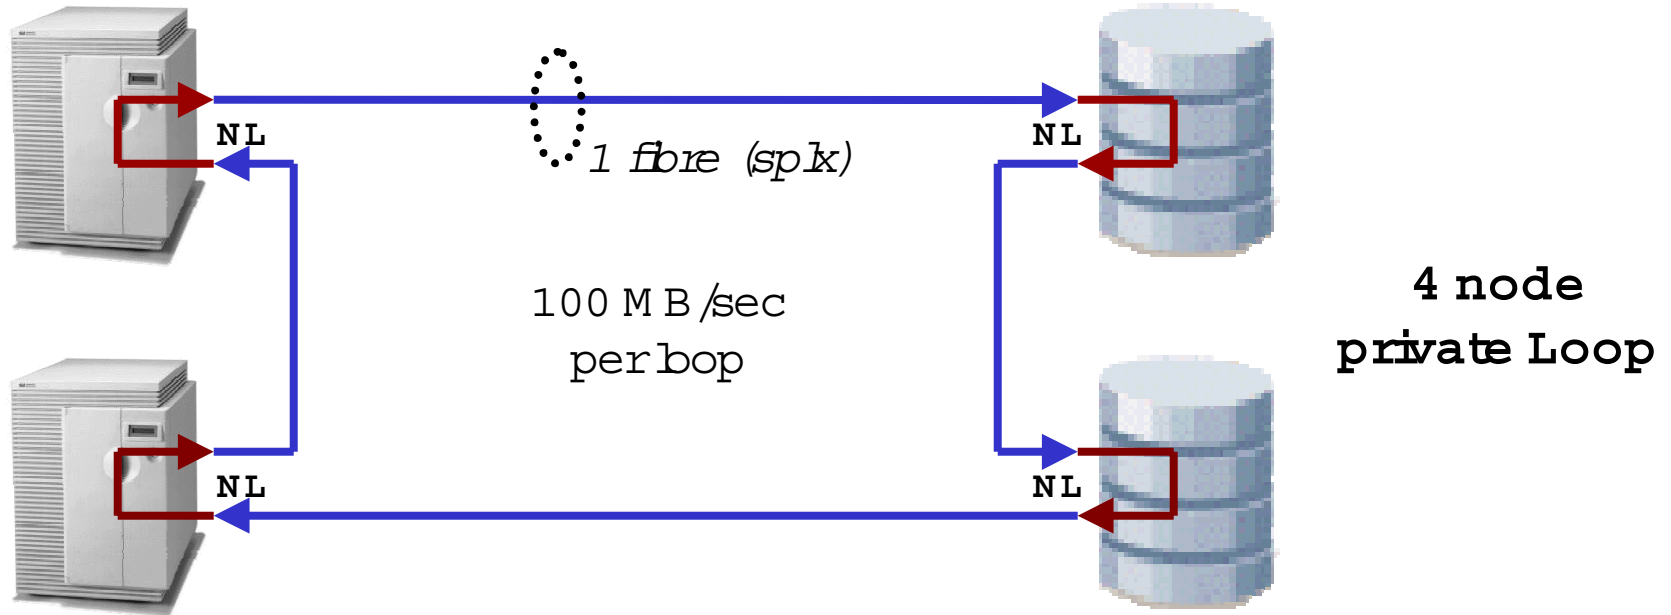 NL
NL
1 fibre (splx)
100 MB/sec
per loop
4 node
private Loop
NL
NL